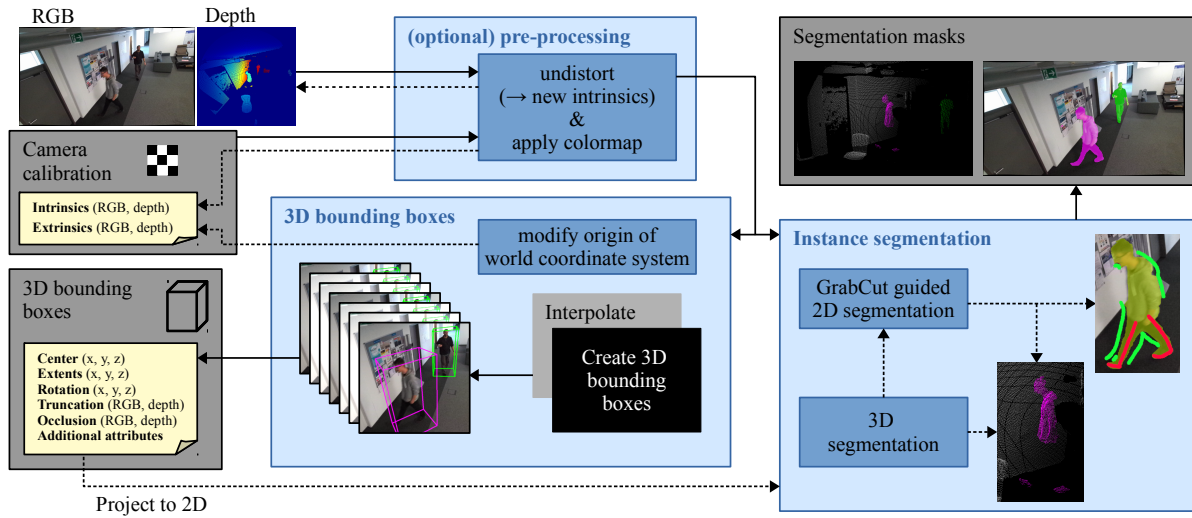 RGB
Depth
(optional) pre-processing
undistort
(→ new intrinsics)
&
apply colormap
Segmentation masks
Camera
calibration
Intrinsics (RGB, depth)
Extrinsics (RGB, depth)
3D bounding boxes
modify origin of
world coordinate system
Interpolate
Create 3D
bounding
boxes
3D bounding
boxes
Center (x, y, z)
Extents (x, y, z)
Rotation (x, y, z)
Truncation (RGB, depth)
Occlusion (RGB, depth)
Additional attributes
Project to 2D
Instance segmentation
GrabCut guided
2D segmentation
3D
segmentation